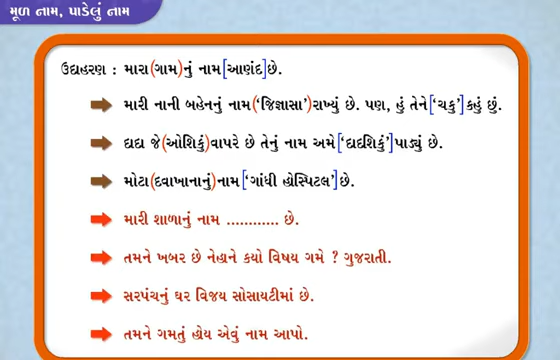 મૂળ નામ, પાડેલું નામ
ઉદાહરણ : મારા (ગામ) નું નામ [આણંદ] છે.
મારી નાની બહેનનું નામ ('જિજ્ઞાસા') રાખ્યું છે. પણ, હું તેને ['ચકુ'] કહું છું.
દાદા જે (ઓશિકું) વાપરે છે તેનું નામ અમે ['દાદશિકું'] પાડ્યું છે.
મોટા (દવાખાનાનું) નામ ['ગાંધી હોસ્પિટલ'] છે.
મારી શાળાનું નામ ............ છે.
તમને ખબર છે નેહાને કયો વિષય ગમે ? ગુજરાતી.
સરપંચનું ઘર વિજય સોસાયટીમાં છે.
તમને ગમતું હોય એવું નામ આપો.